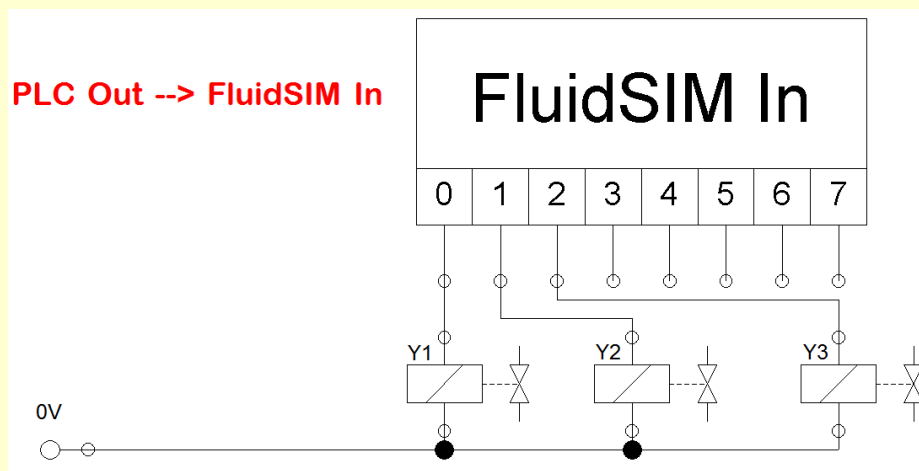 PLC Out --> FluidSIM In
FluidSIM In
0 1 2 3 4 5 6 7
Y1 Y2 Y3
0V